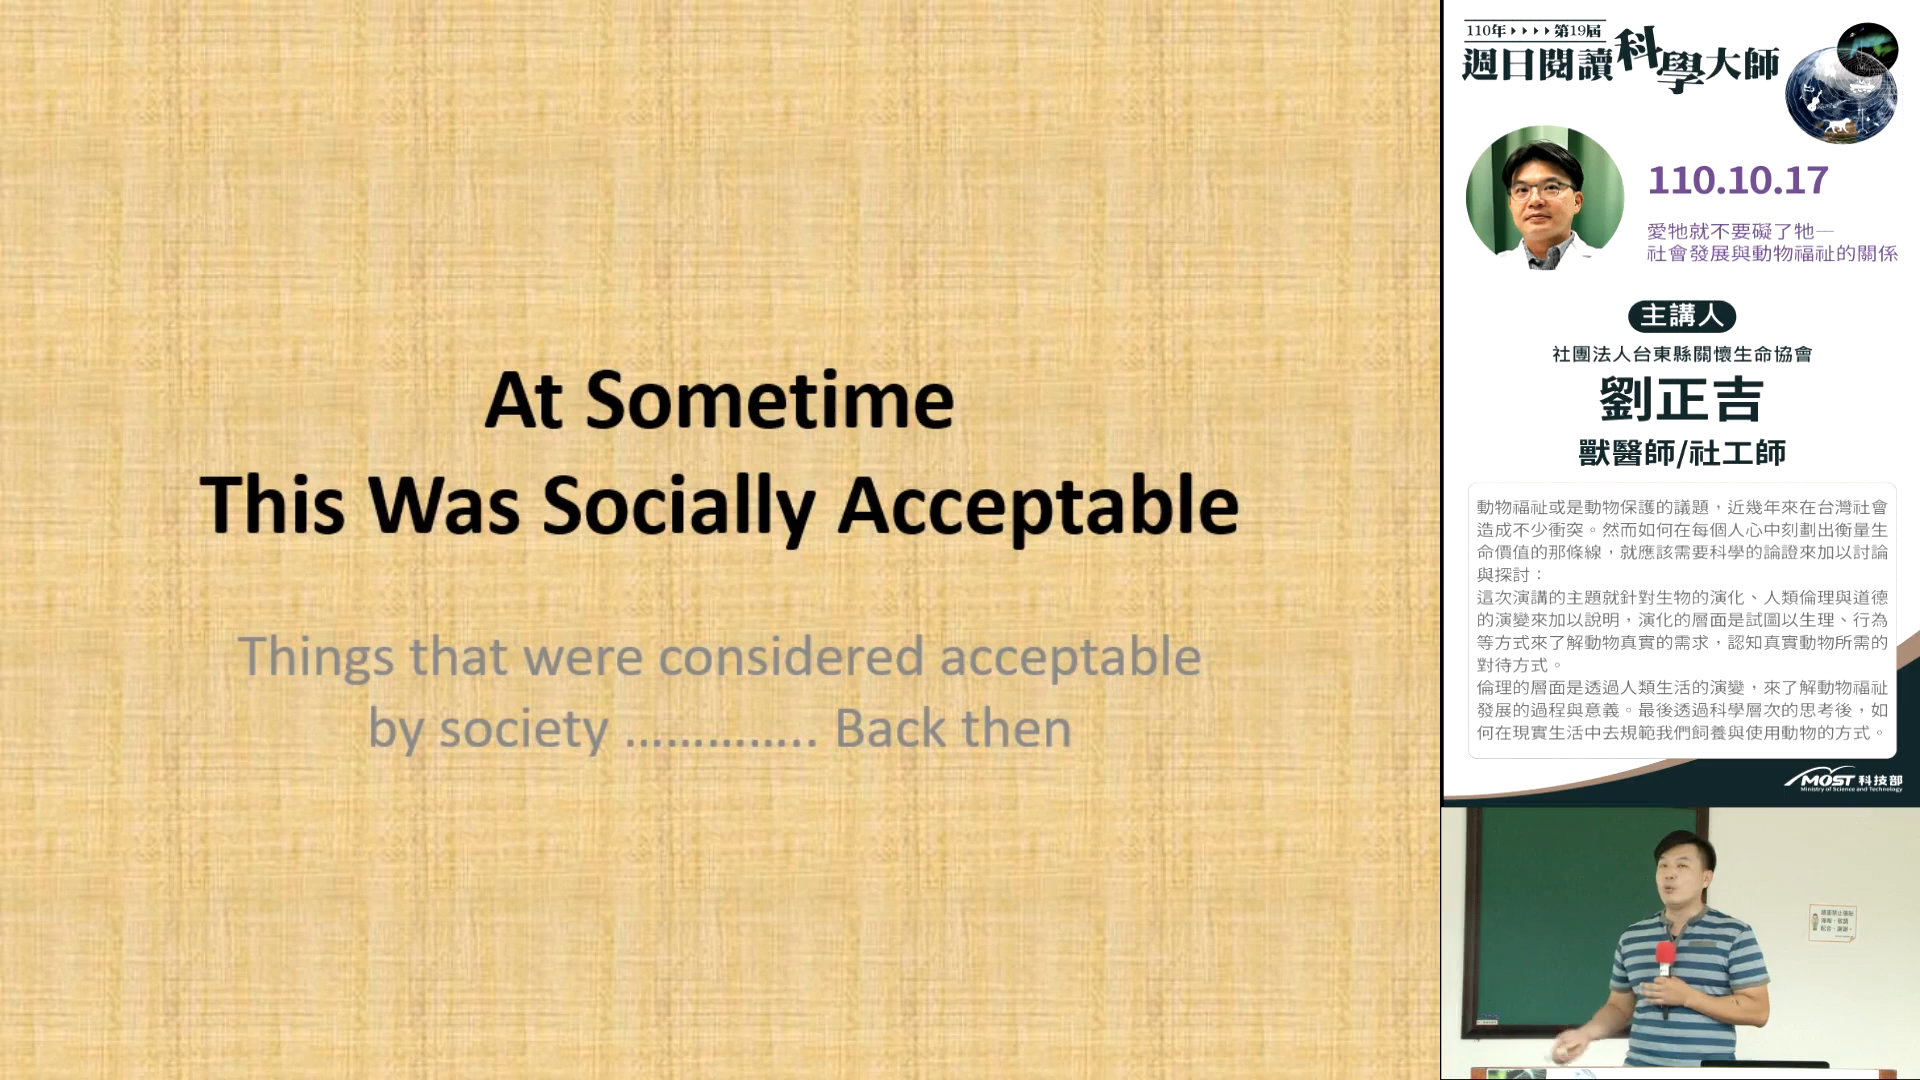 At Sometime
This Was Socially Acceptable
Things that were considered acceptable
by society ………….. Back then
110年 第19屆
週日閱讀科學大師
110.10.17
愛牠就不要礙了牠—
社會發展與動物福祉的關係
主講人
社團法人台東縣關懷生命協會
劉正吉
獸醫師/社工師
動物福祉或是動物保護的議題，近幾年來在台灣社會
造成不少衝突。然而如何在每個人心中刻劃出衡量生
命價值的那條線，就應該需要科學的論證來加以討論
與探討：
這次演講的主題就針對生物的演化、人類倫理與道德
的演變來加以說明，演化的層面是試圖以生理、行為
等方式來了解動物真實的需求，認知真實動物所需的
對待方式。
倫理的層面是透過人類生活的演變，來了解動物福祉
發展的過程與意義。最後透過科學層次的思考後，如
何在現實生活中去規範我們飼養與使用動物的方式。
MOST 科技部
Ministry of Science and Technology